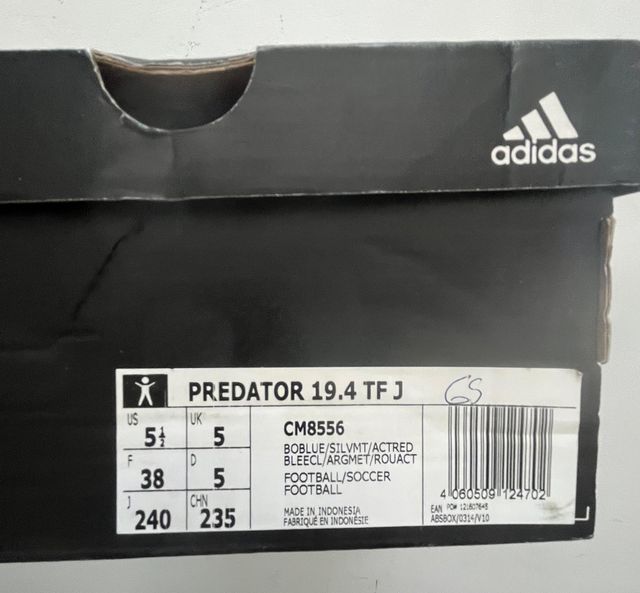 adidas
PREDATOR 19.4 TF J
US
5½
UK
5
F
38
D
5
J
240
CHN
235
CM8556
BOBLUE/SILVMT/ACTRED
BLEECL/ARGMET/ROUACT
FOOTBALL/SOCCER
FOOTBALL
MADE IN INDONESIA
FABRIQUÉ EN INDONÉSIE
4 060509 124702
EAN PO# 121607645
ABSBOX/0314/V10